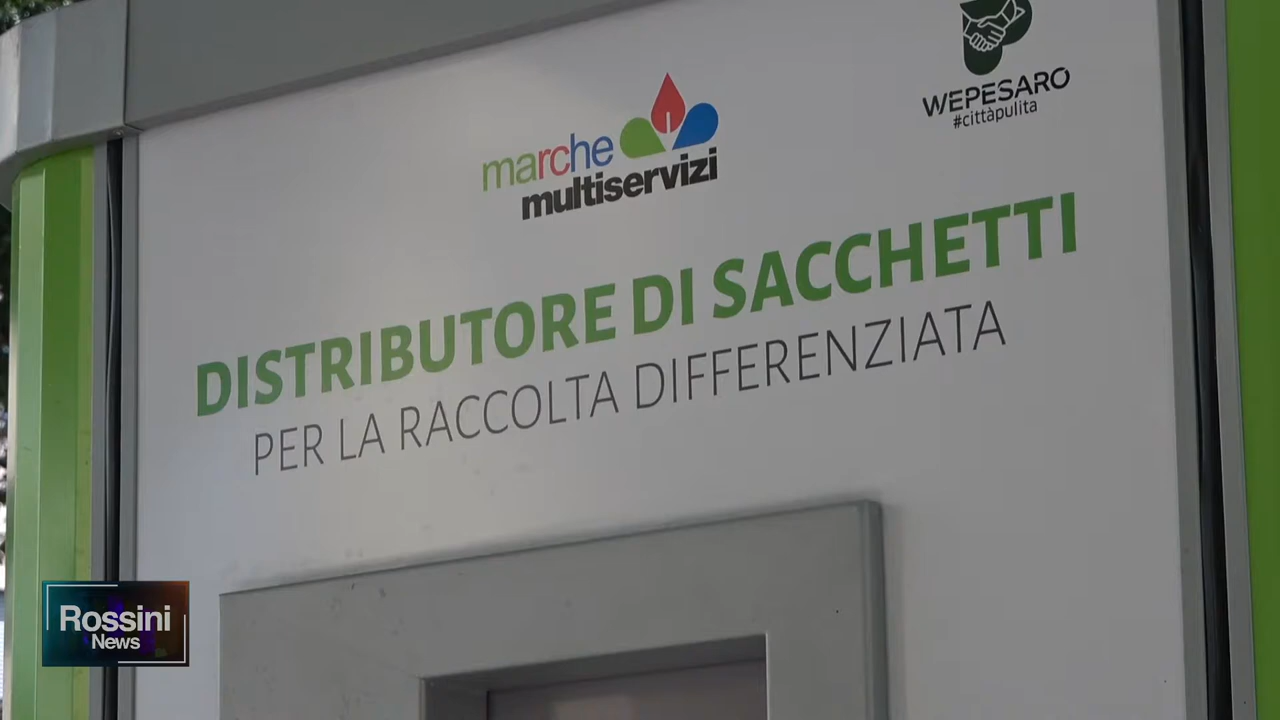 WEPESARO
#cittàpulita
marche
multiservizi
DISTRIBUTORE DI SACCHETTI
PER LA RACCOLTA DIFFERENZIATA
Rossini
News